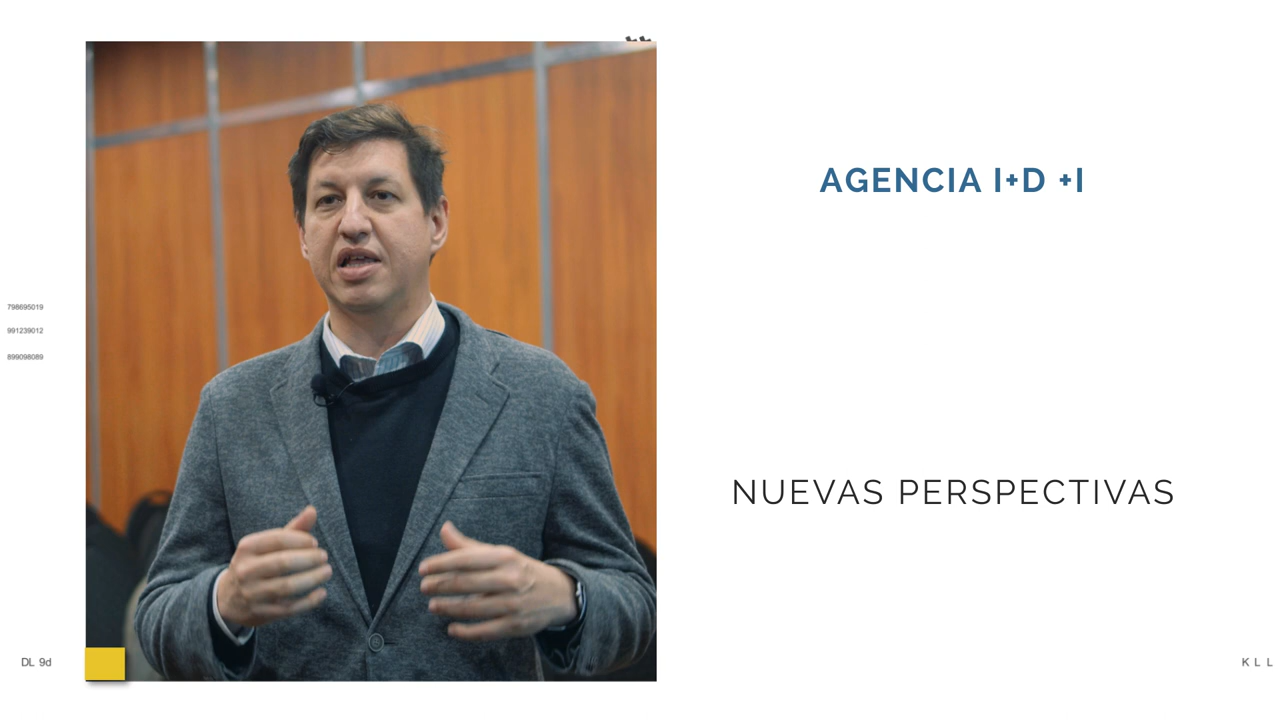 AGENCIA I+D +I
798695019
991239012
899098089
NUEVAS PERSPECTIVAS
DL 9d
K L L